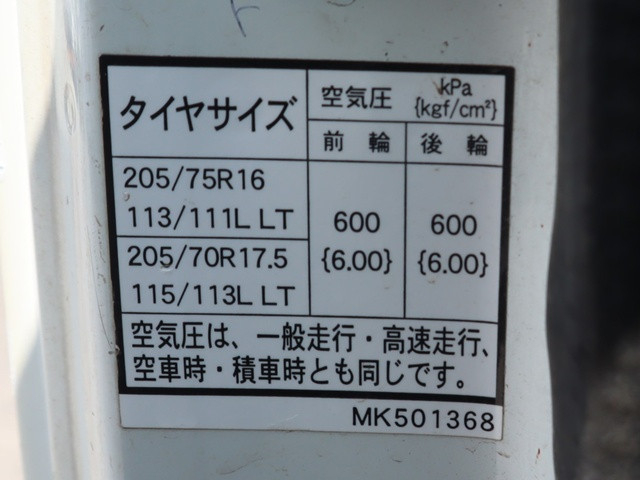 タイヤサイズ
空気圧 kPa
{kgf/cm²}
前輪 後輪
205/75R16
113/111L LT
600 600
{6.00} {6.00}
205/70R17.5
115/113L LT
空気圧は、一般走行・高速走行、
空車時・積車時とも同じです。
MK501368